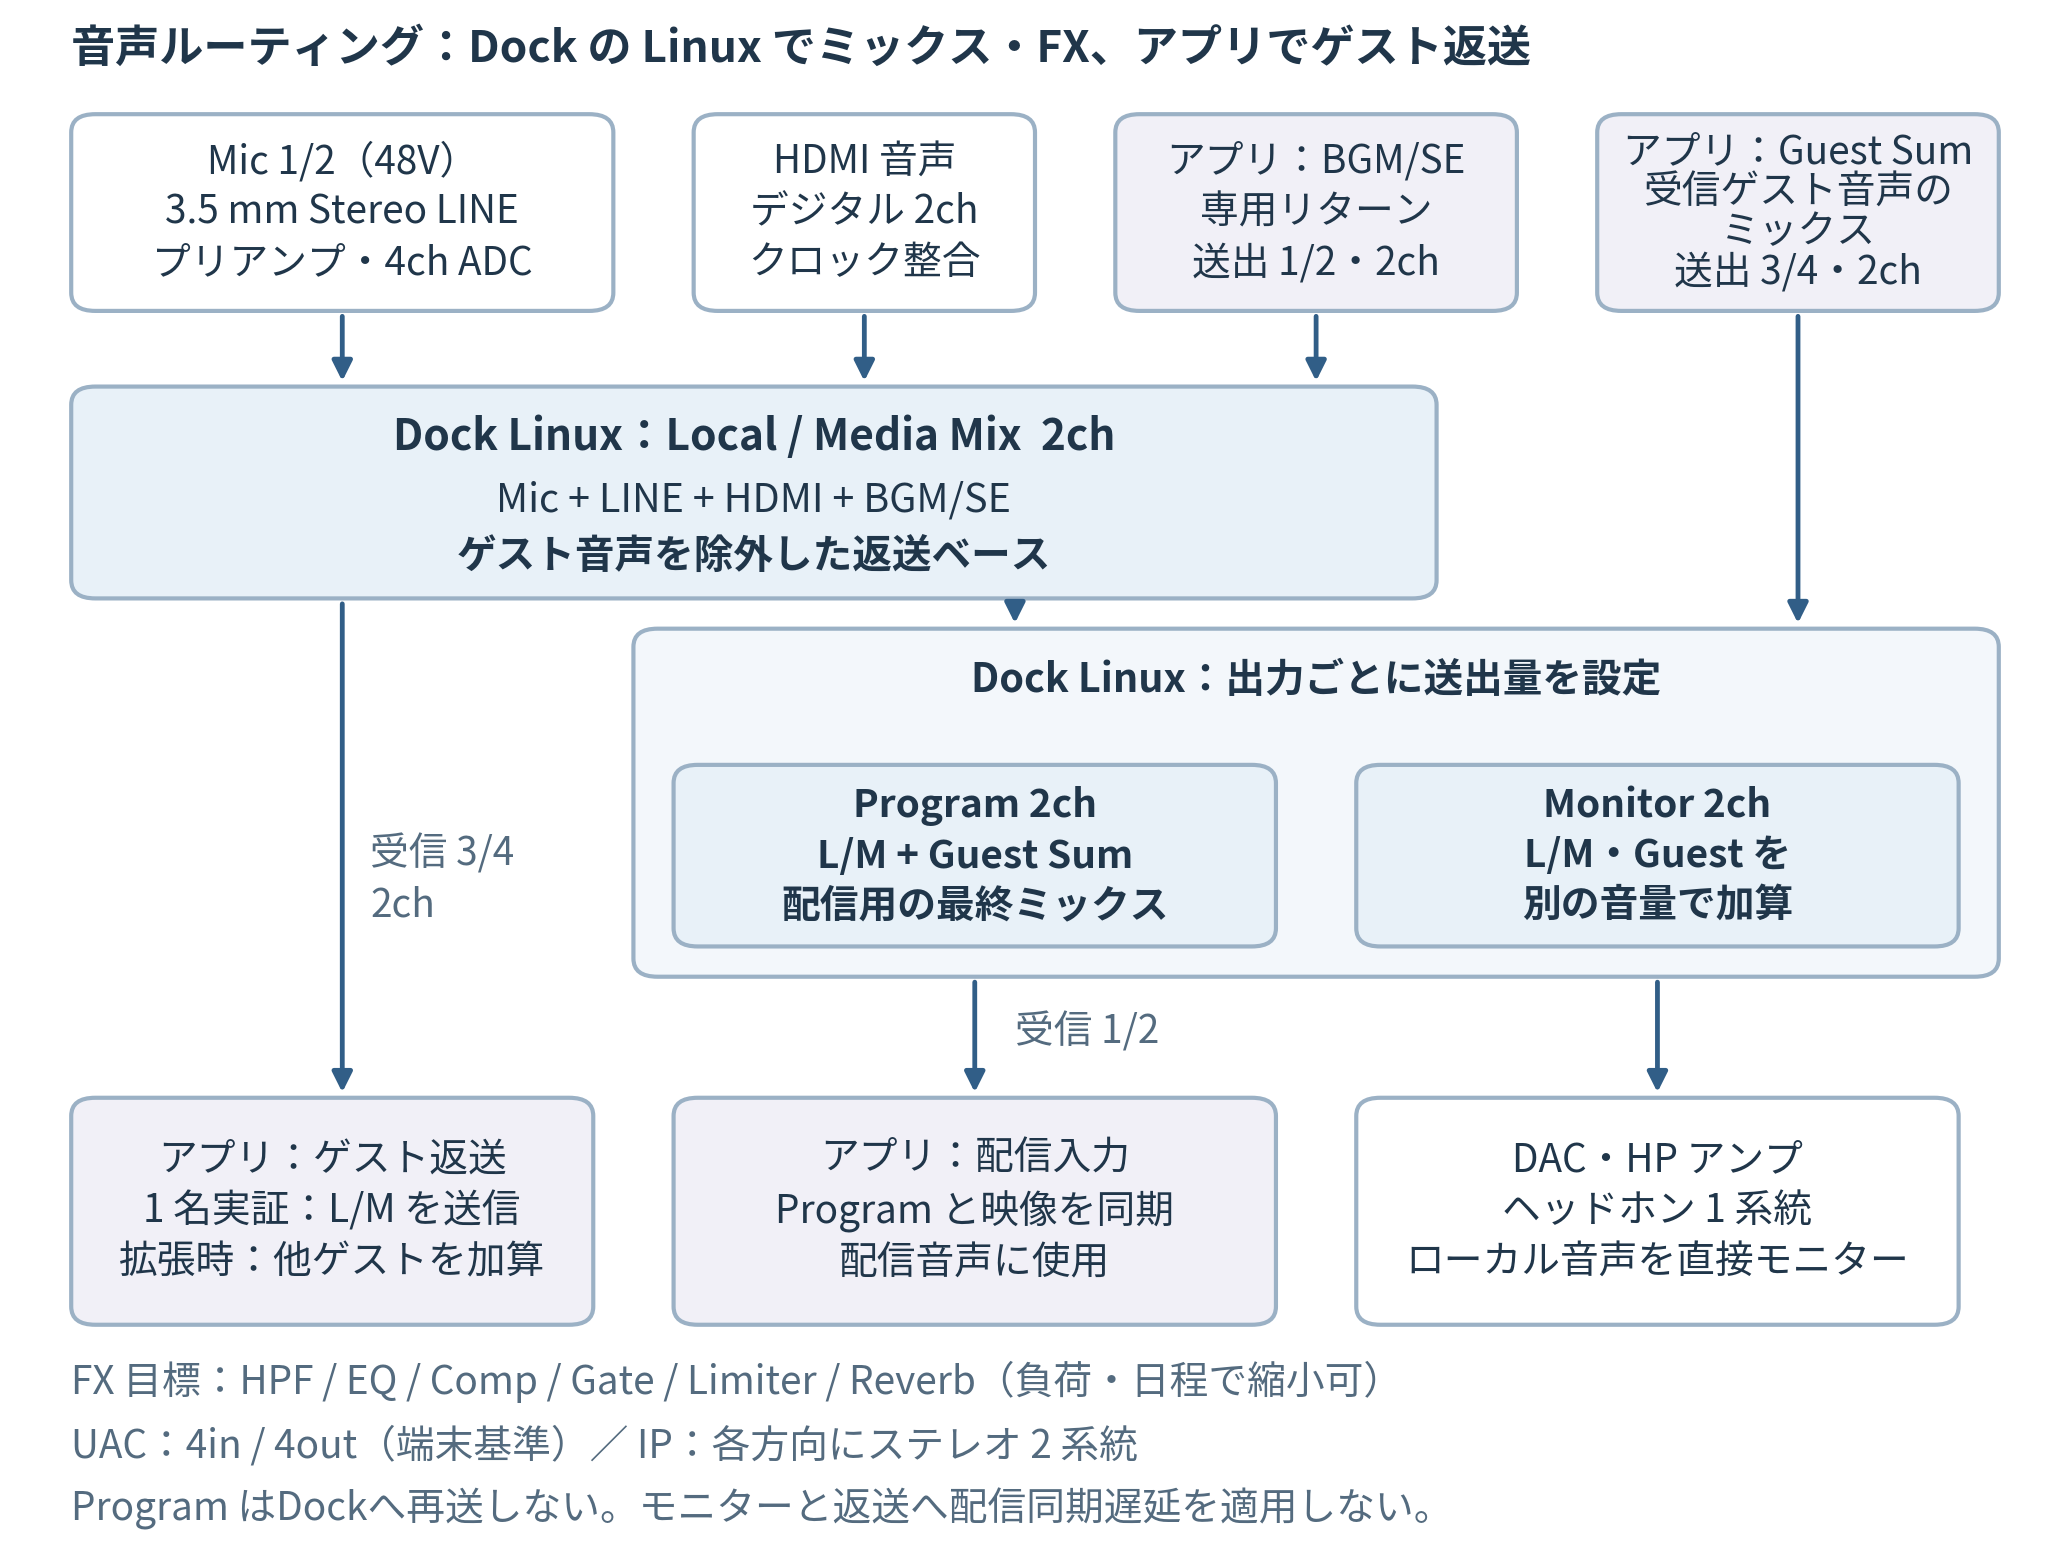 音声ルーティング：Dock の Linux でミックス・FX、アプリでゲスト返送
Mic 1/2（48V）
3.5 mm Stereo LINE
プリアンプ・4ch ADC
HDMI 音声
デジタル 2ch
クロック整合
アプリ：BGM/SE
専用リターン
送出 1/2・2ch
アプリ：Guest Sum
受信ゲスト音声の
ミックス
送出 3/4・2ch
Dock Linux：Local / Media Mix 2ch
Mic + LINE + HDMI + BGM/SE
ゲスト音声を除外した返送ベース
Dock Linux：出力ごとに送出量を設定
Program 2ch
L/M + Guest Sum
配信用の最終ミックス
Monitor 2ch
L/M・Guest を
別の音量で加算
受信 3/4
2ch
受信 1/2
アプリ：ゲスト返送
1 名実証：L/M を送信
拡張時：他ゲストを加算
アプリ：配信入力
Program と映像を同期
配信音声に使用
DAC・HP アンプ
ヘッドホン 1 系統
ローカル音声を直接モニター
FX 目標：HPF / EQ / Comp / Gate / Limiter / Reverb（負荷・日程で縮小可）
UAC：4in / 4out（端末基準）／ IP：各方向にステレオ 2 系統
Program はDockへ再送しない。モニターと返送へ配信同期遅延を適用しない。